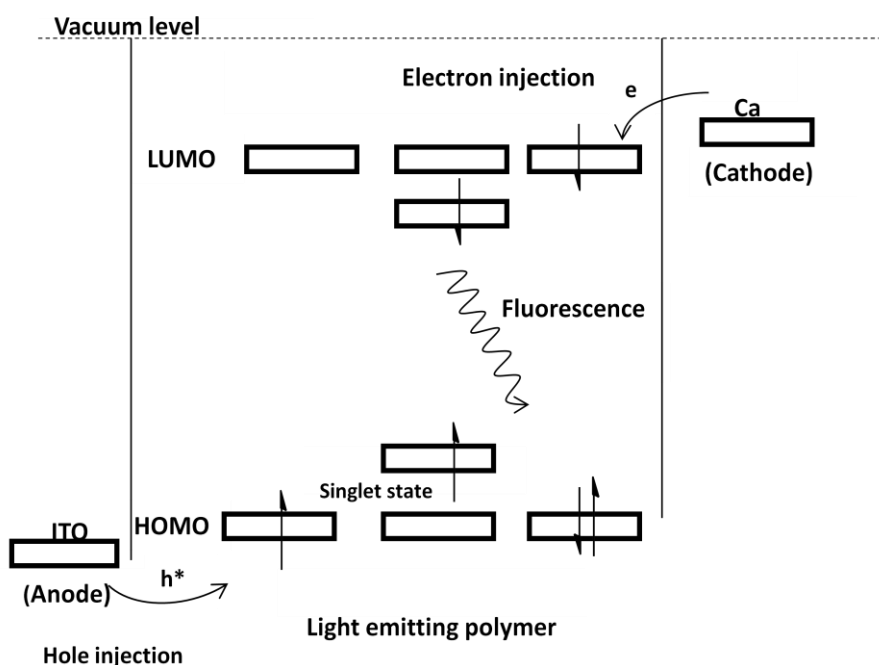 Vacuum level
Electron injection
e
Ca
LUMO
(Cathode)
Fluorescence
Singlet state
ITO
HOMO
(Anode)
h*
Light emitting polymer
Hole injection